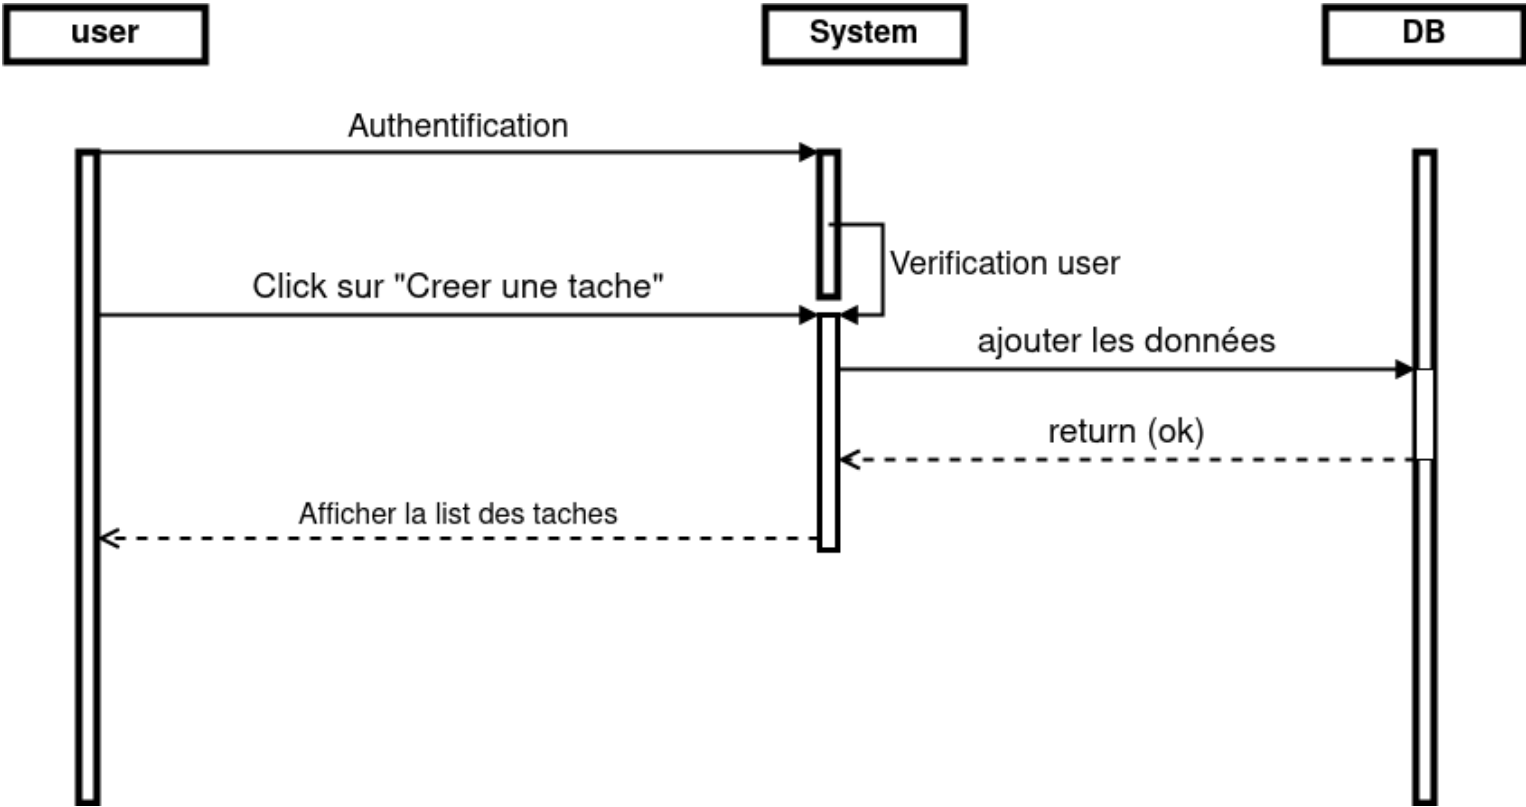 user
System
DB
Authentification
Verification user
Click sur "Creer une tache"
ajouter les données
return (ok)
Afficher la list des taches